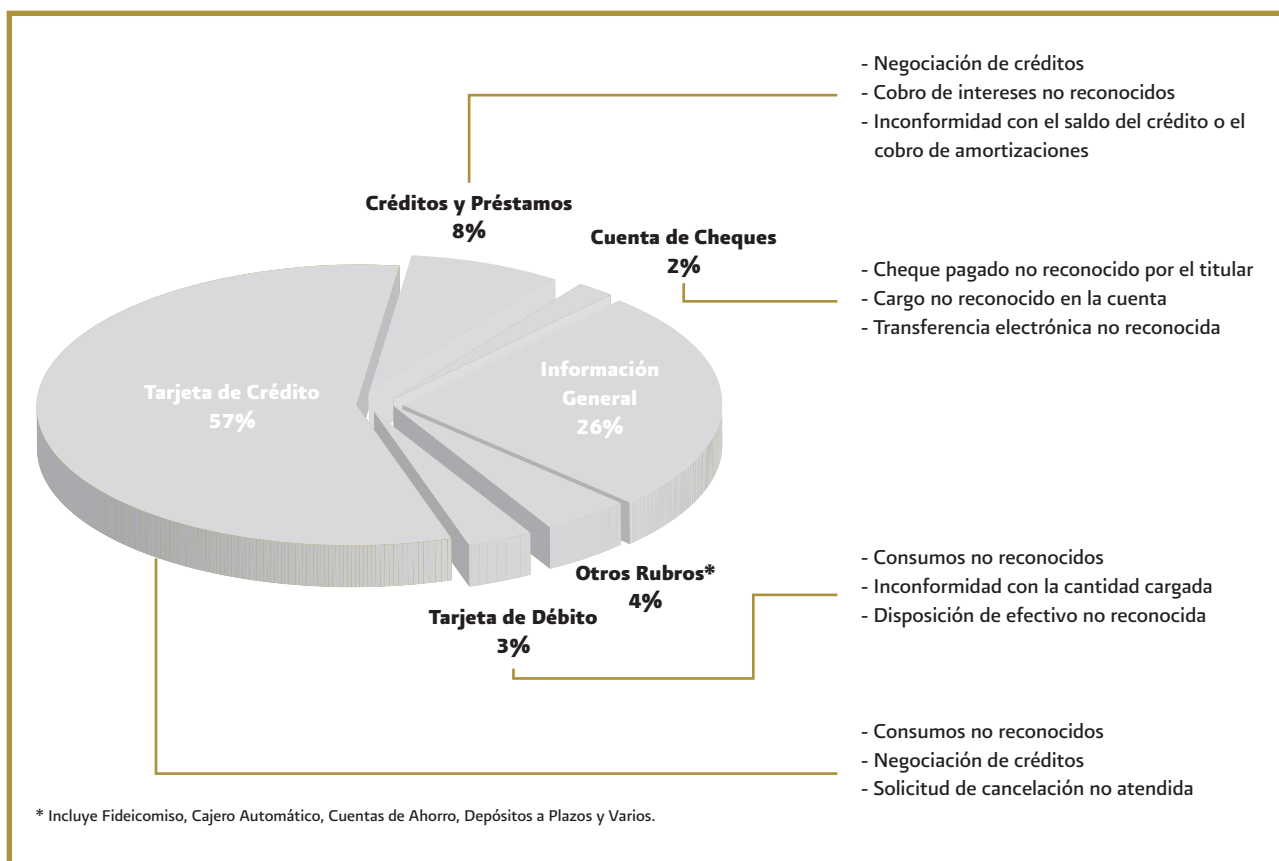 - Negociación de créditos
- Cobro de intereses no reconocidos
- Inconformidad con el saldo del crédito o el
cobro de amortizaciones
Créditos y Préstamos
8%
Cuenta de Cheques
2%
- Cheque pagado no reconocido por el titular
- Cargo no reconocido en la cuenta
- Transferencia electrónica no reconocida
Tarjeta de Crédito
57%
Información
General
26%
Otros Rubros*
4%
Tarjeta de Débito
3%
- Consumos no reconocidos
- Inconformidad con la cantidad cargada
- Disposición de efectivo no reconocida
- Consumos no reconocidos
- Negociación de créditos
- Solicitud de cancelación no atendida
* Incluye Fideicomiso, Cajero Automático, Cuentas de Ahorro, Depósitos a Plazos y Varios.